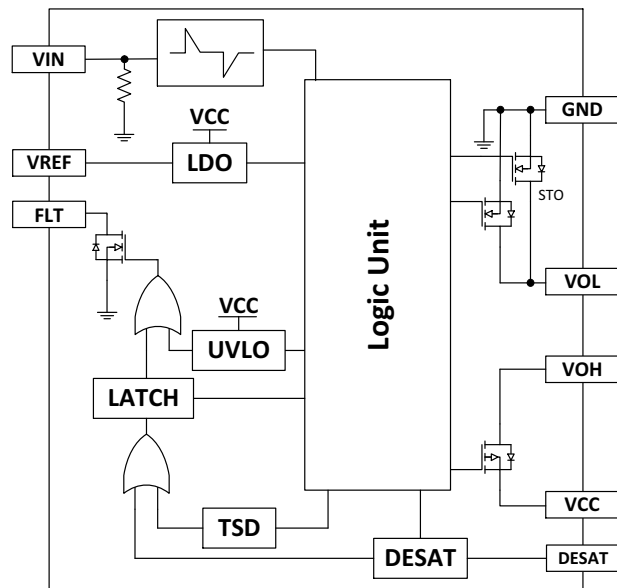 VIN
VREF
FLT
VCC
LDO
VCC
UVLO
LATCH
TSD
DESAT
Logic Unit
STO
GND
VOL
VOH
VCC
DESAT